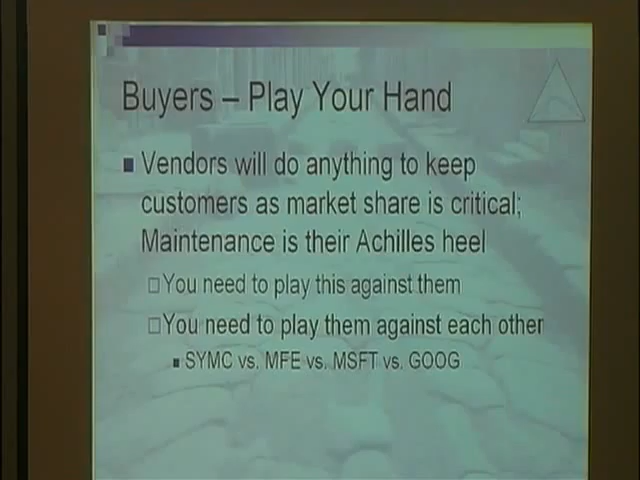 Buyers – Play Your Hand
Vendors will do anything to keep
customers as market share is critical;
Maintenance is their Achilles heel
You need to play this against them
You need to play them against each other
SYMC vs. MFE vs. MSFT vs. GOOG